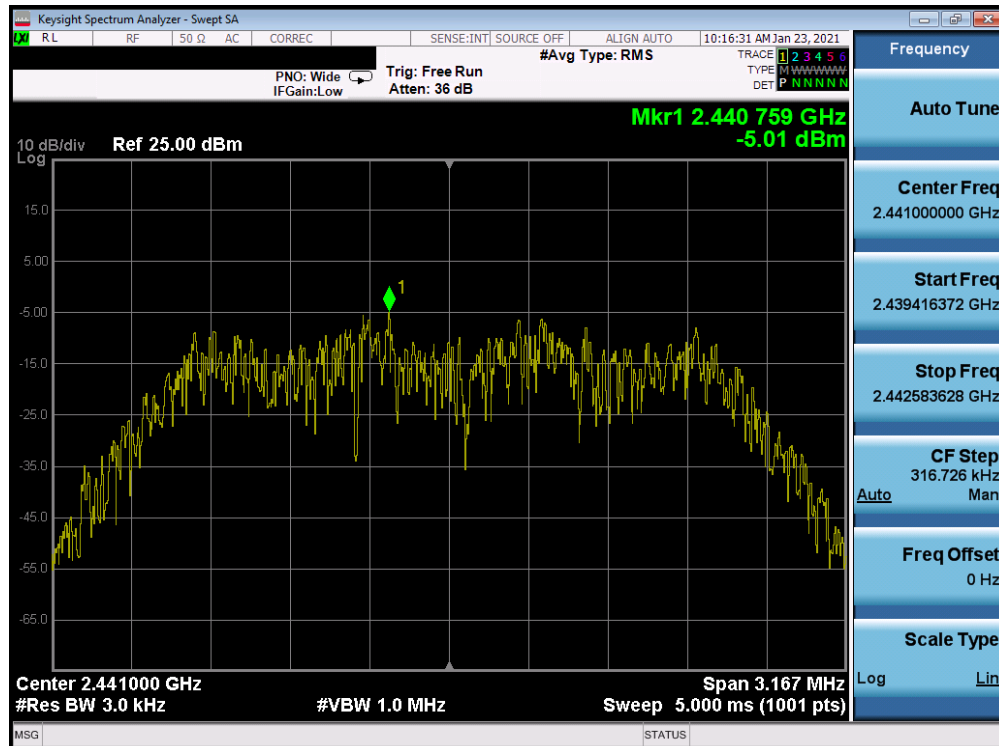 Keysight Spectrum Analyzer - Swept SA
LXI RL RF 50 Ω AC CORREC SENSE:INT SOURCE OFF ALIGN AUTO 10:16:31 AM Jan 23, 2021
#Avg Type: RMS
TRACE 1 2 3 4 5 6
TYPE M W W W W W
DET P N N N N N
PNO: Wide
IFGain:Low
Trig: Free Run
Atten: 36 dB
Mkr1 2.440 759 GHz
-5.01 dBm
10 dB/div Ref 25.00 dBm
Log
1
15.0
5.00
-5.00
-15.0
-25.0
-35.0
-45.0
-55.0
-65.0
Center 2.441000 GHz
Span 3.167 MHz
#Res BW 3.0 kHz
#VBW 1.0 MHz
Sweep 5.000 ms (1001 pts)
MSG
STATUS
Frequency
Auto Tune
Center Freq
2.441000000 GHz
Start Freq
2.439416372 GHz
Stop Freq
2.442583628 GHz
CF Step
316.726 kHz
Auto Man
Freq Offset
0 Hz
Scale Type
Log Lin